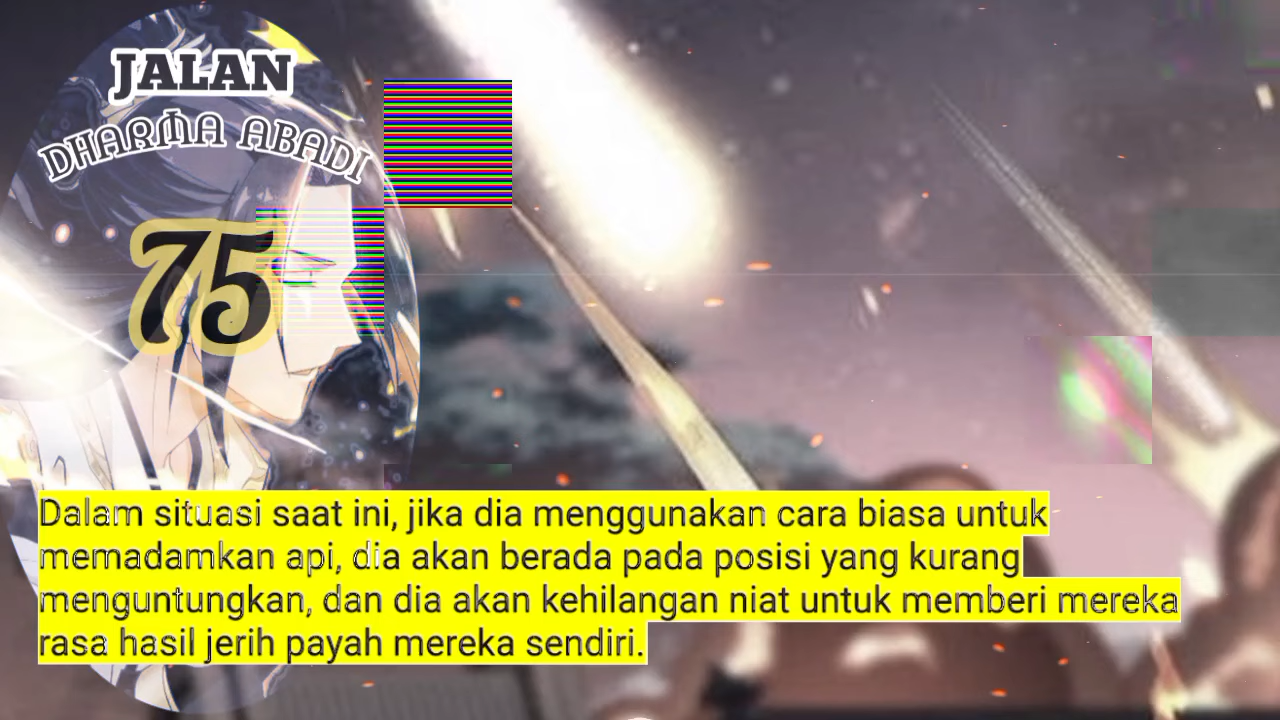 JALAN
DHARMA ABADI
75
Dalam situasi saat ini, jika dia menggunakan cara biasa untuk
memadamkan api, dia akan berada pada posisi yang kurang
menguntungkan, dan dia akan kehilangan niat untuk memberi mereka
rasa hasil jerih payah mereka sendiri.